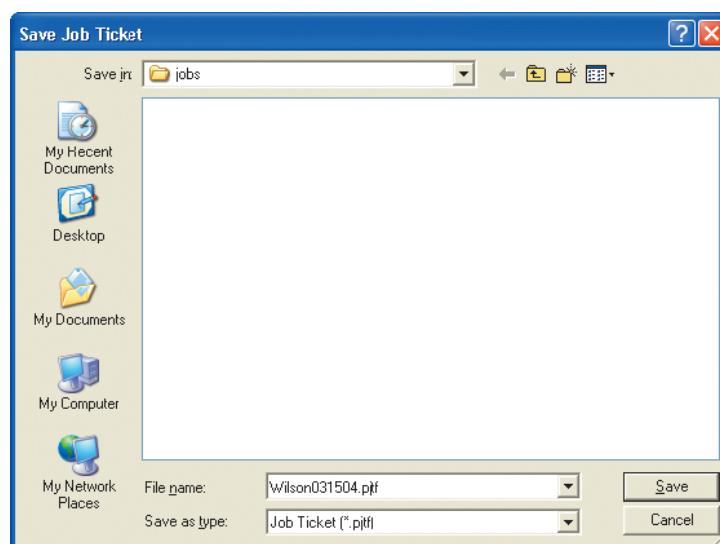 Save Job Ticket
Save in:
jobs
My Recent
Documents
Desktop
My Documents
My Computer
My Network
Places
File name:
Wilson031504.pjtf
Save
Save as type:
Job Ticket (*.pjtf)
Cancel